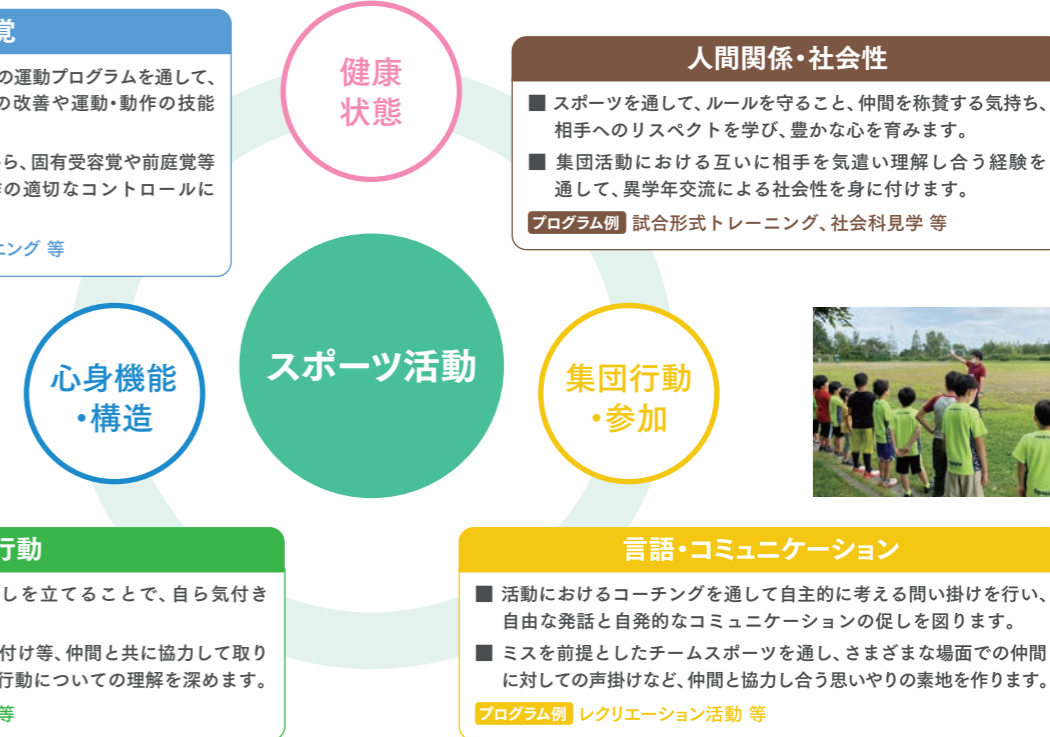 覚
の運動プログラムを通して、
の改善や運動・動作の技能
ら、固有受容覚や前庭覚等
の適切なコントロールに
ニング 等
健康
状態
人間関係・社会性
■ スポーツを通して、ルールを守ること、仲間を称賛する気持ち、
相手へのリスペクトを学び、豊かな心を育みます。
■ 集団活動における互いに相手を気遣い理解し合う経験を
通して、異学年交流による社会性を身に付けます。
プログラム例 試合形式トレーニング、社会科見学 等
心身機能
・構造
スポーツ活動
集団行動
・参加
行動
しを立てることで、自ら気付き
付け等、仲間と共に協力して取り
行動についての理解を深めます。
等
言語・コミュニケーション
■ 活動におけるコーチングを通して自主的に考える問い掛けを行い、
自由な発話と自発的なコミュニケーションの促しを図ります。
■ ミスを前提としたチームスポーツを通し、さまざまな場面での仲間
に対しての声掛けなど、仲間と協力し合う思いやりの素地を作ります。
プログラム例 レクリエーション活動 等